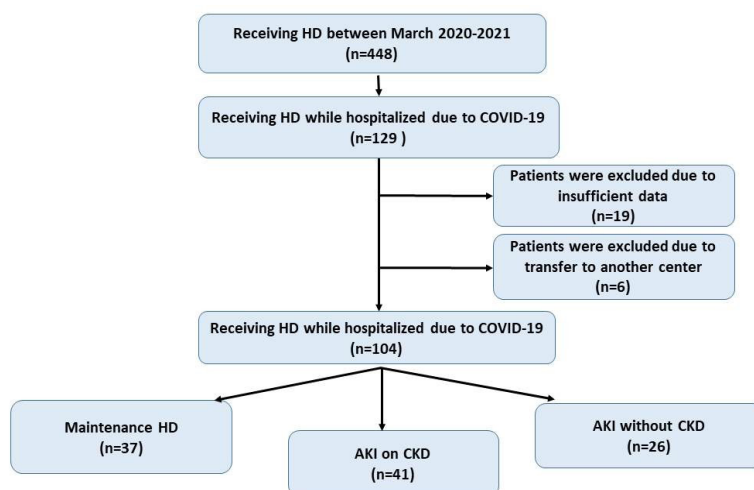 Receiving HD between March 2020-2021
(n=448)
Receiving HD while hospitalized due to COVID-19
(n=129 )
Patients were excluded due to
insufficient data
(n=19)
Patients were excluded due to
transfer to another center
(n=6)
Receiving HD while hospitalized due to COVID-19
(n=104)
Maintenance HD
(n=37)
AKI on CKD
(n=41)
AKI without CKD
(n=26)